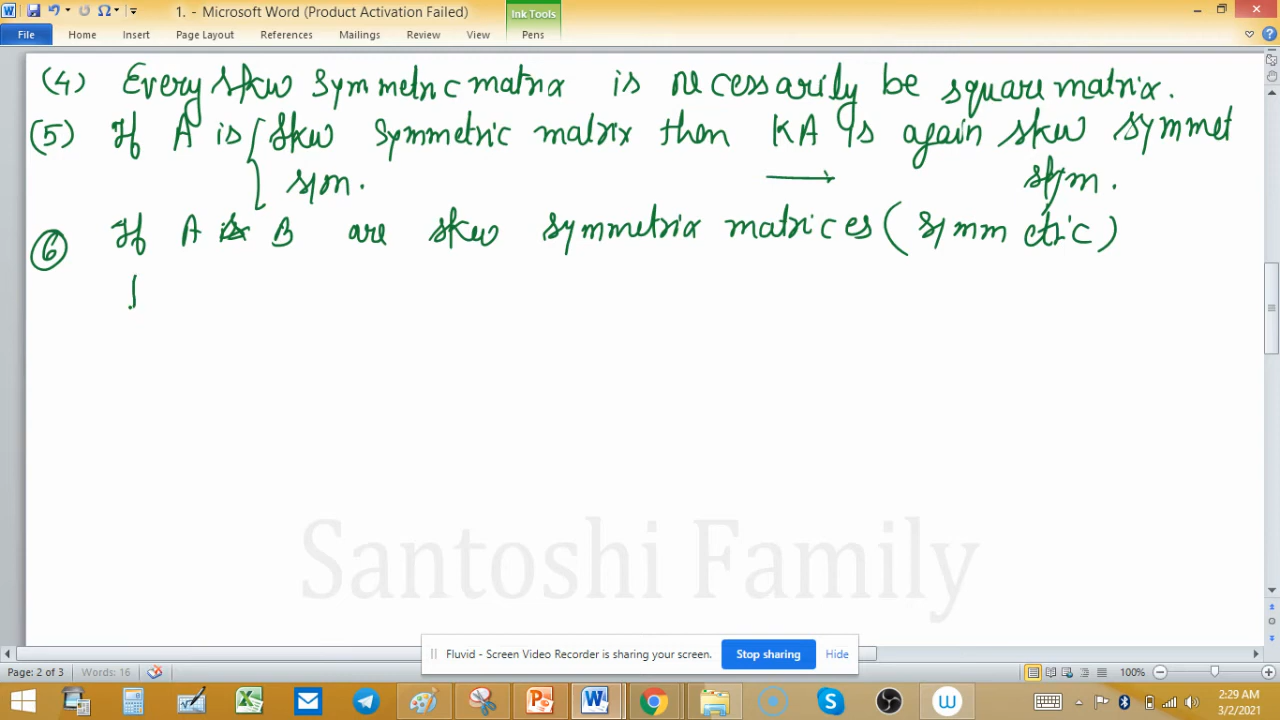 1. - Microsoft Word (Product Activation Failed)
Ink Tools
File Home Insert Page Layout References Mailings Review View Pens
(4) Every skew symmetric matrix is necessarily be square matrix.
(5) If A is skew symmetric matrix then KA is again skew symmet
sym. sym.
6 If A & B are skew symmetrix matrices (symmetric)
Santoshi Family
Fluvid - Screen Video Recorder is sharing your screen. Stop sharing Hide
Page: 2 of 3 Words: 16 100%
2:29 AM
3/2/2021